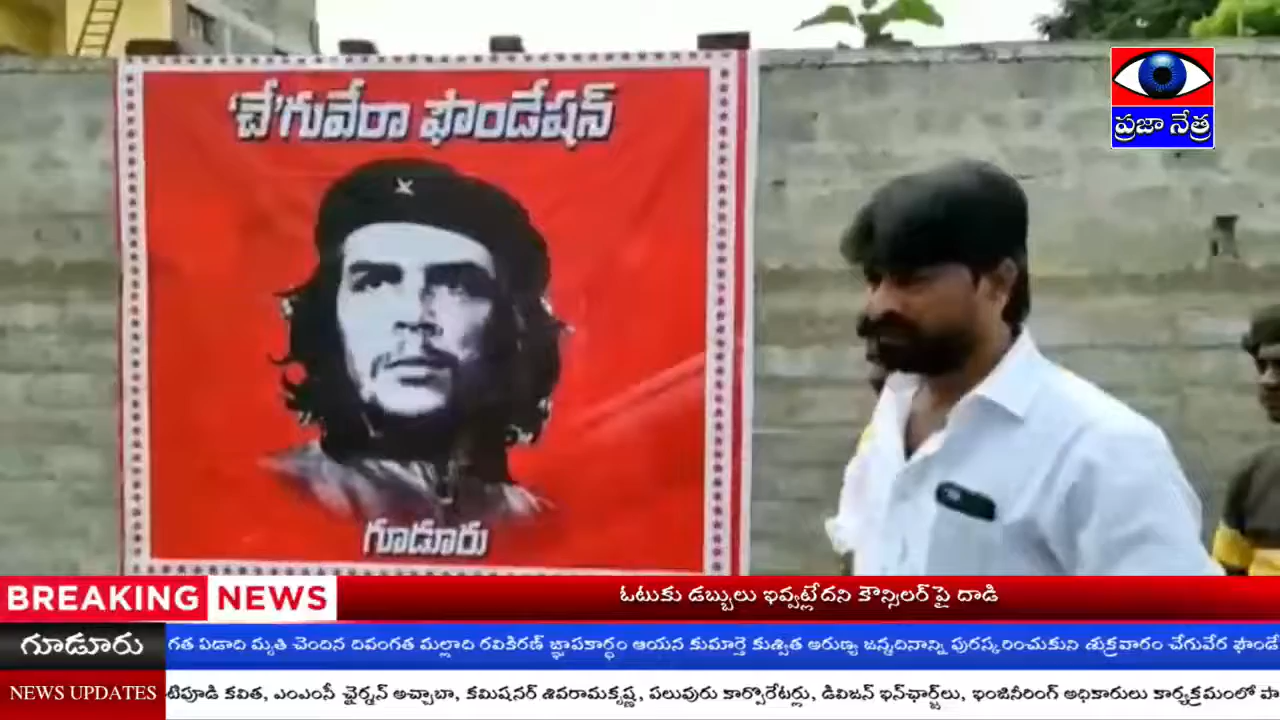 'చే'గువేరా ఫౌండేషన్
ప్రజా నేత్ర
గూడూరు
BREAKING NEWS
ఓటుకు డబ్బులు ఇవ్వట్లేదని కౌన్సిలర్ పై దాడి
గూడూరు
గత ఏడాది మృతి చెందిన దివంగత మల్లాది రవికిరణ్ జ్ఞాపకార్ధం ఆయన కుమార్తె కుశ్విత అరుణ్య జన్మదినాన్ని పురస్కరించుకుని శుక్రవారం చేగువేర ఫౌండే
NEWS UPDATES
టిపూడి కవిత, ఎంఎంసీ ఛైర్మన్ అచ్చాబా, కమిషనర్ శివరామకృష్ణ, పలువురు కార్పొరేటర్లు, డివిజన్ ఇన్‌ఛార్జ్‌లు, ఇంజినీరింగ్ అధికారులు కార్యక్రమంలో పా